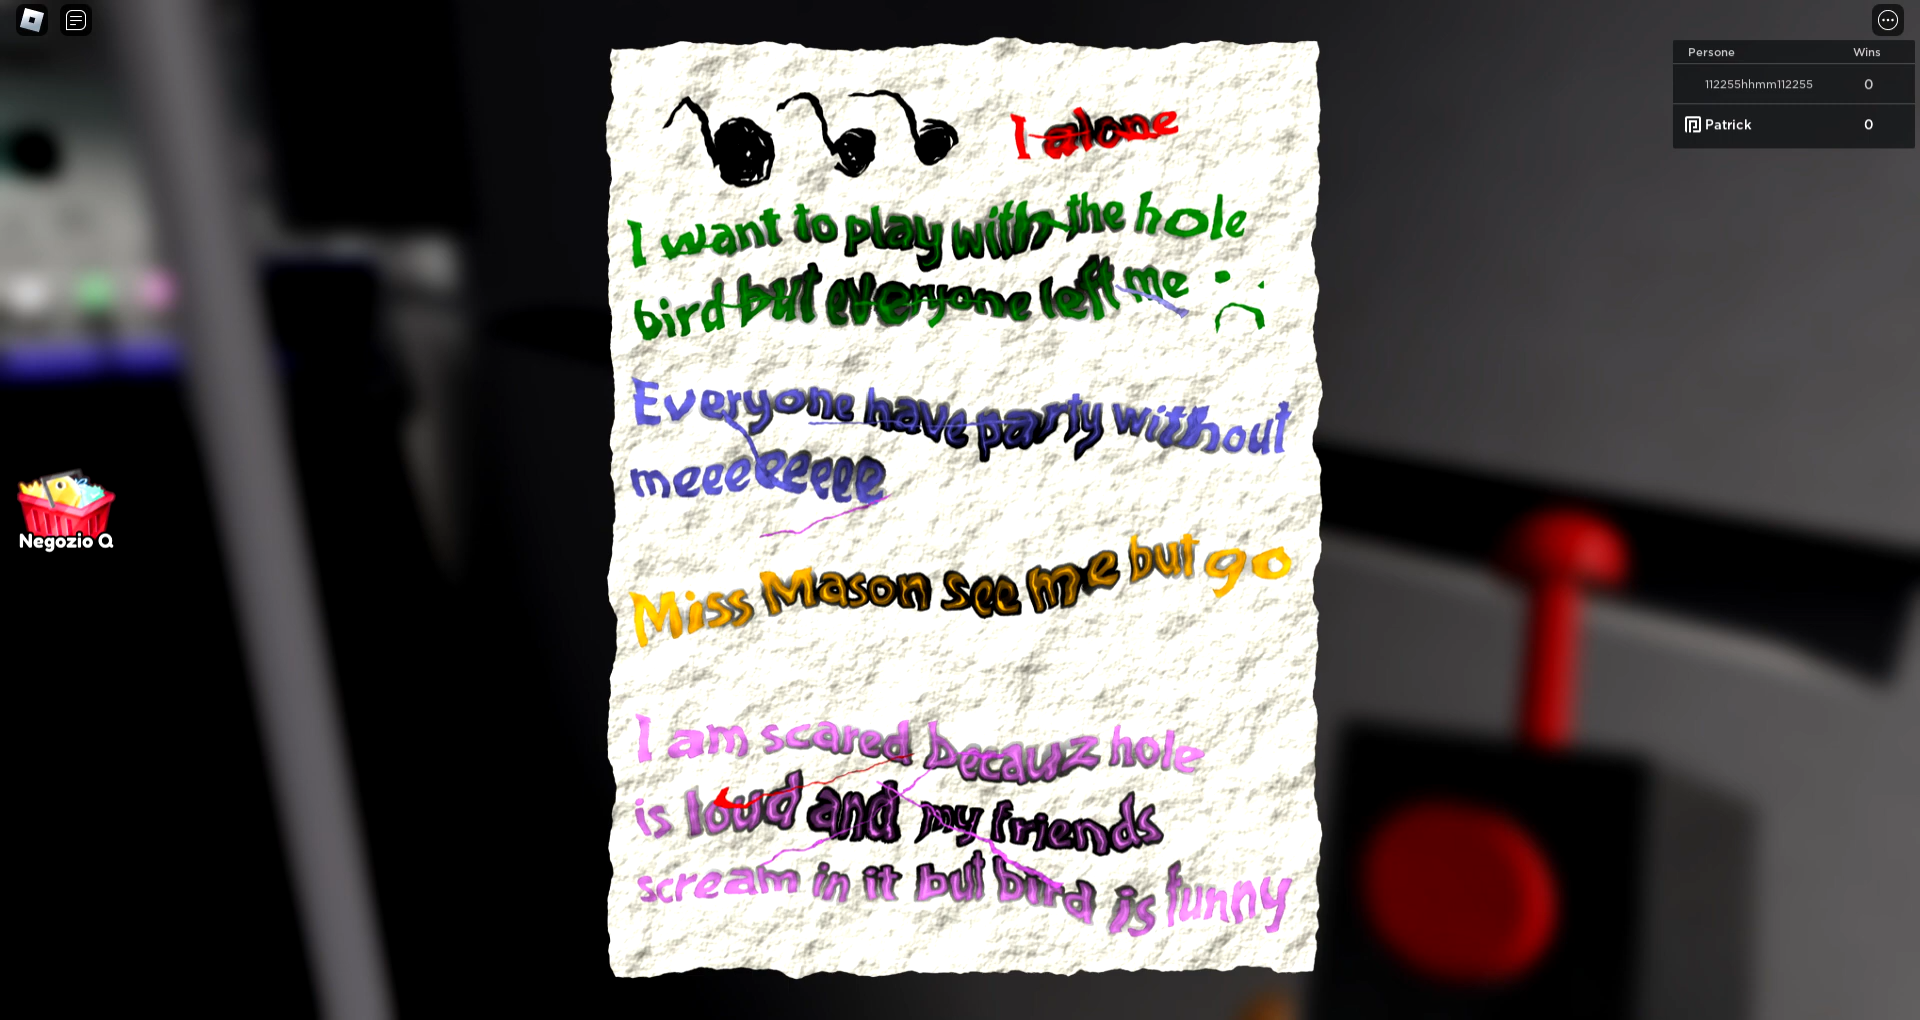 Persone Wins
112255hhmm112255 0
Patrick 0
I alone
I want to play with the hole
bird but everyone left me
Everyone have party without
meeeeeeee
Negozio Q
Miss Mason see me but go
I am scared becauz hole
is loud and my friends
scream in it but bird is funny